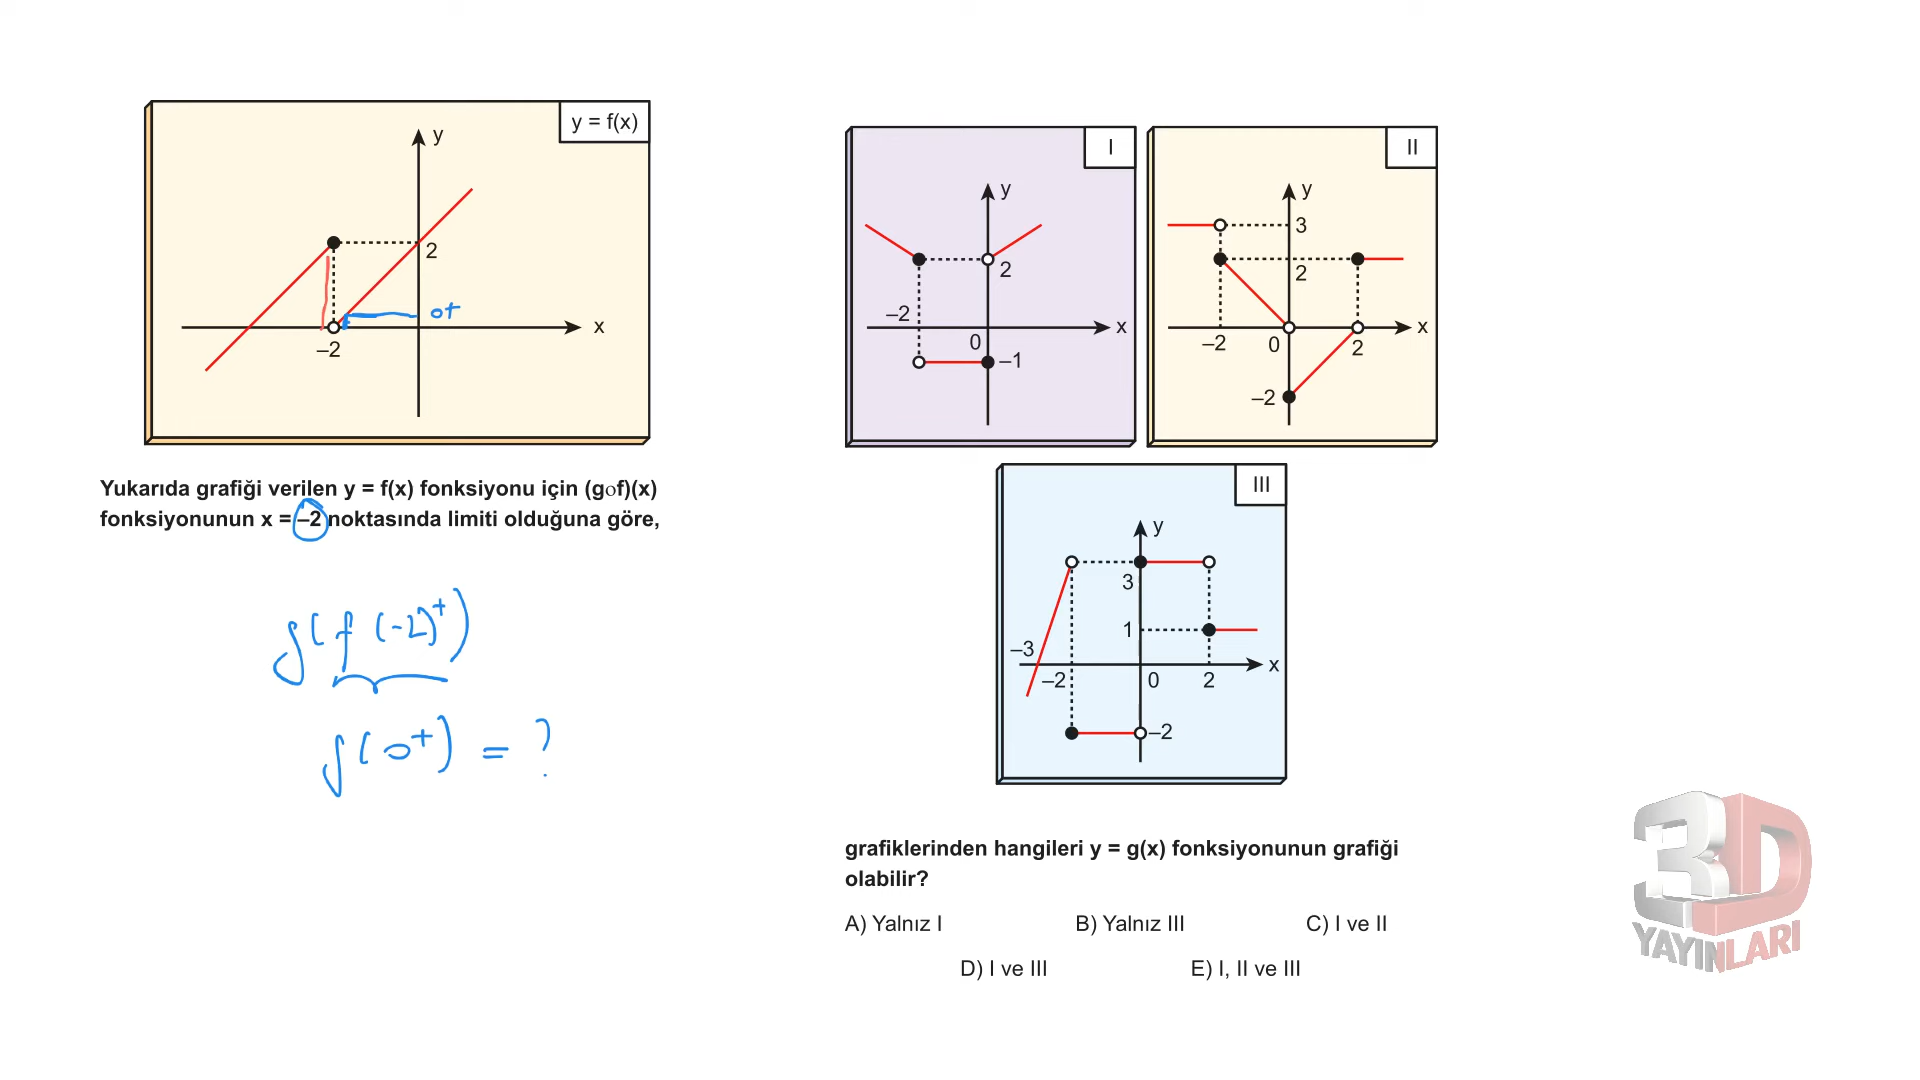 y = f(x)
y
2
0+
x
–2
Yukarıda grafiği verilen y = f(x) fonksiyonu için (gof)(x)
fonksiyonunun x = –2 noktasında limiti olduğuna göre,
g(f(-2)⁺)
g(0⁺) = ?
I
y
2
–2
x
0
–1
II
y
3
2
x
–2
0
2
–2
III
y
3
1
–3
x
–2
0
2
–2
grafiklerinden hangileri y = g(x) fonksiyonunun grafiği
olabilir?
A) Yalnız I
B) Yalnız III
C) I ve II
D) I ve III
E) I, II ve III
3D
YAYINLARI